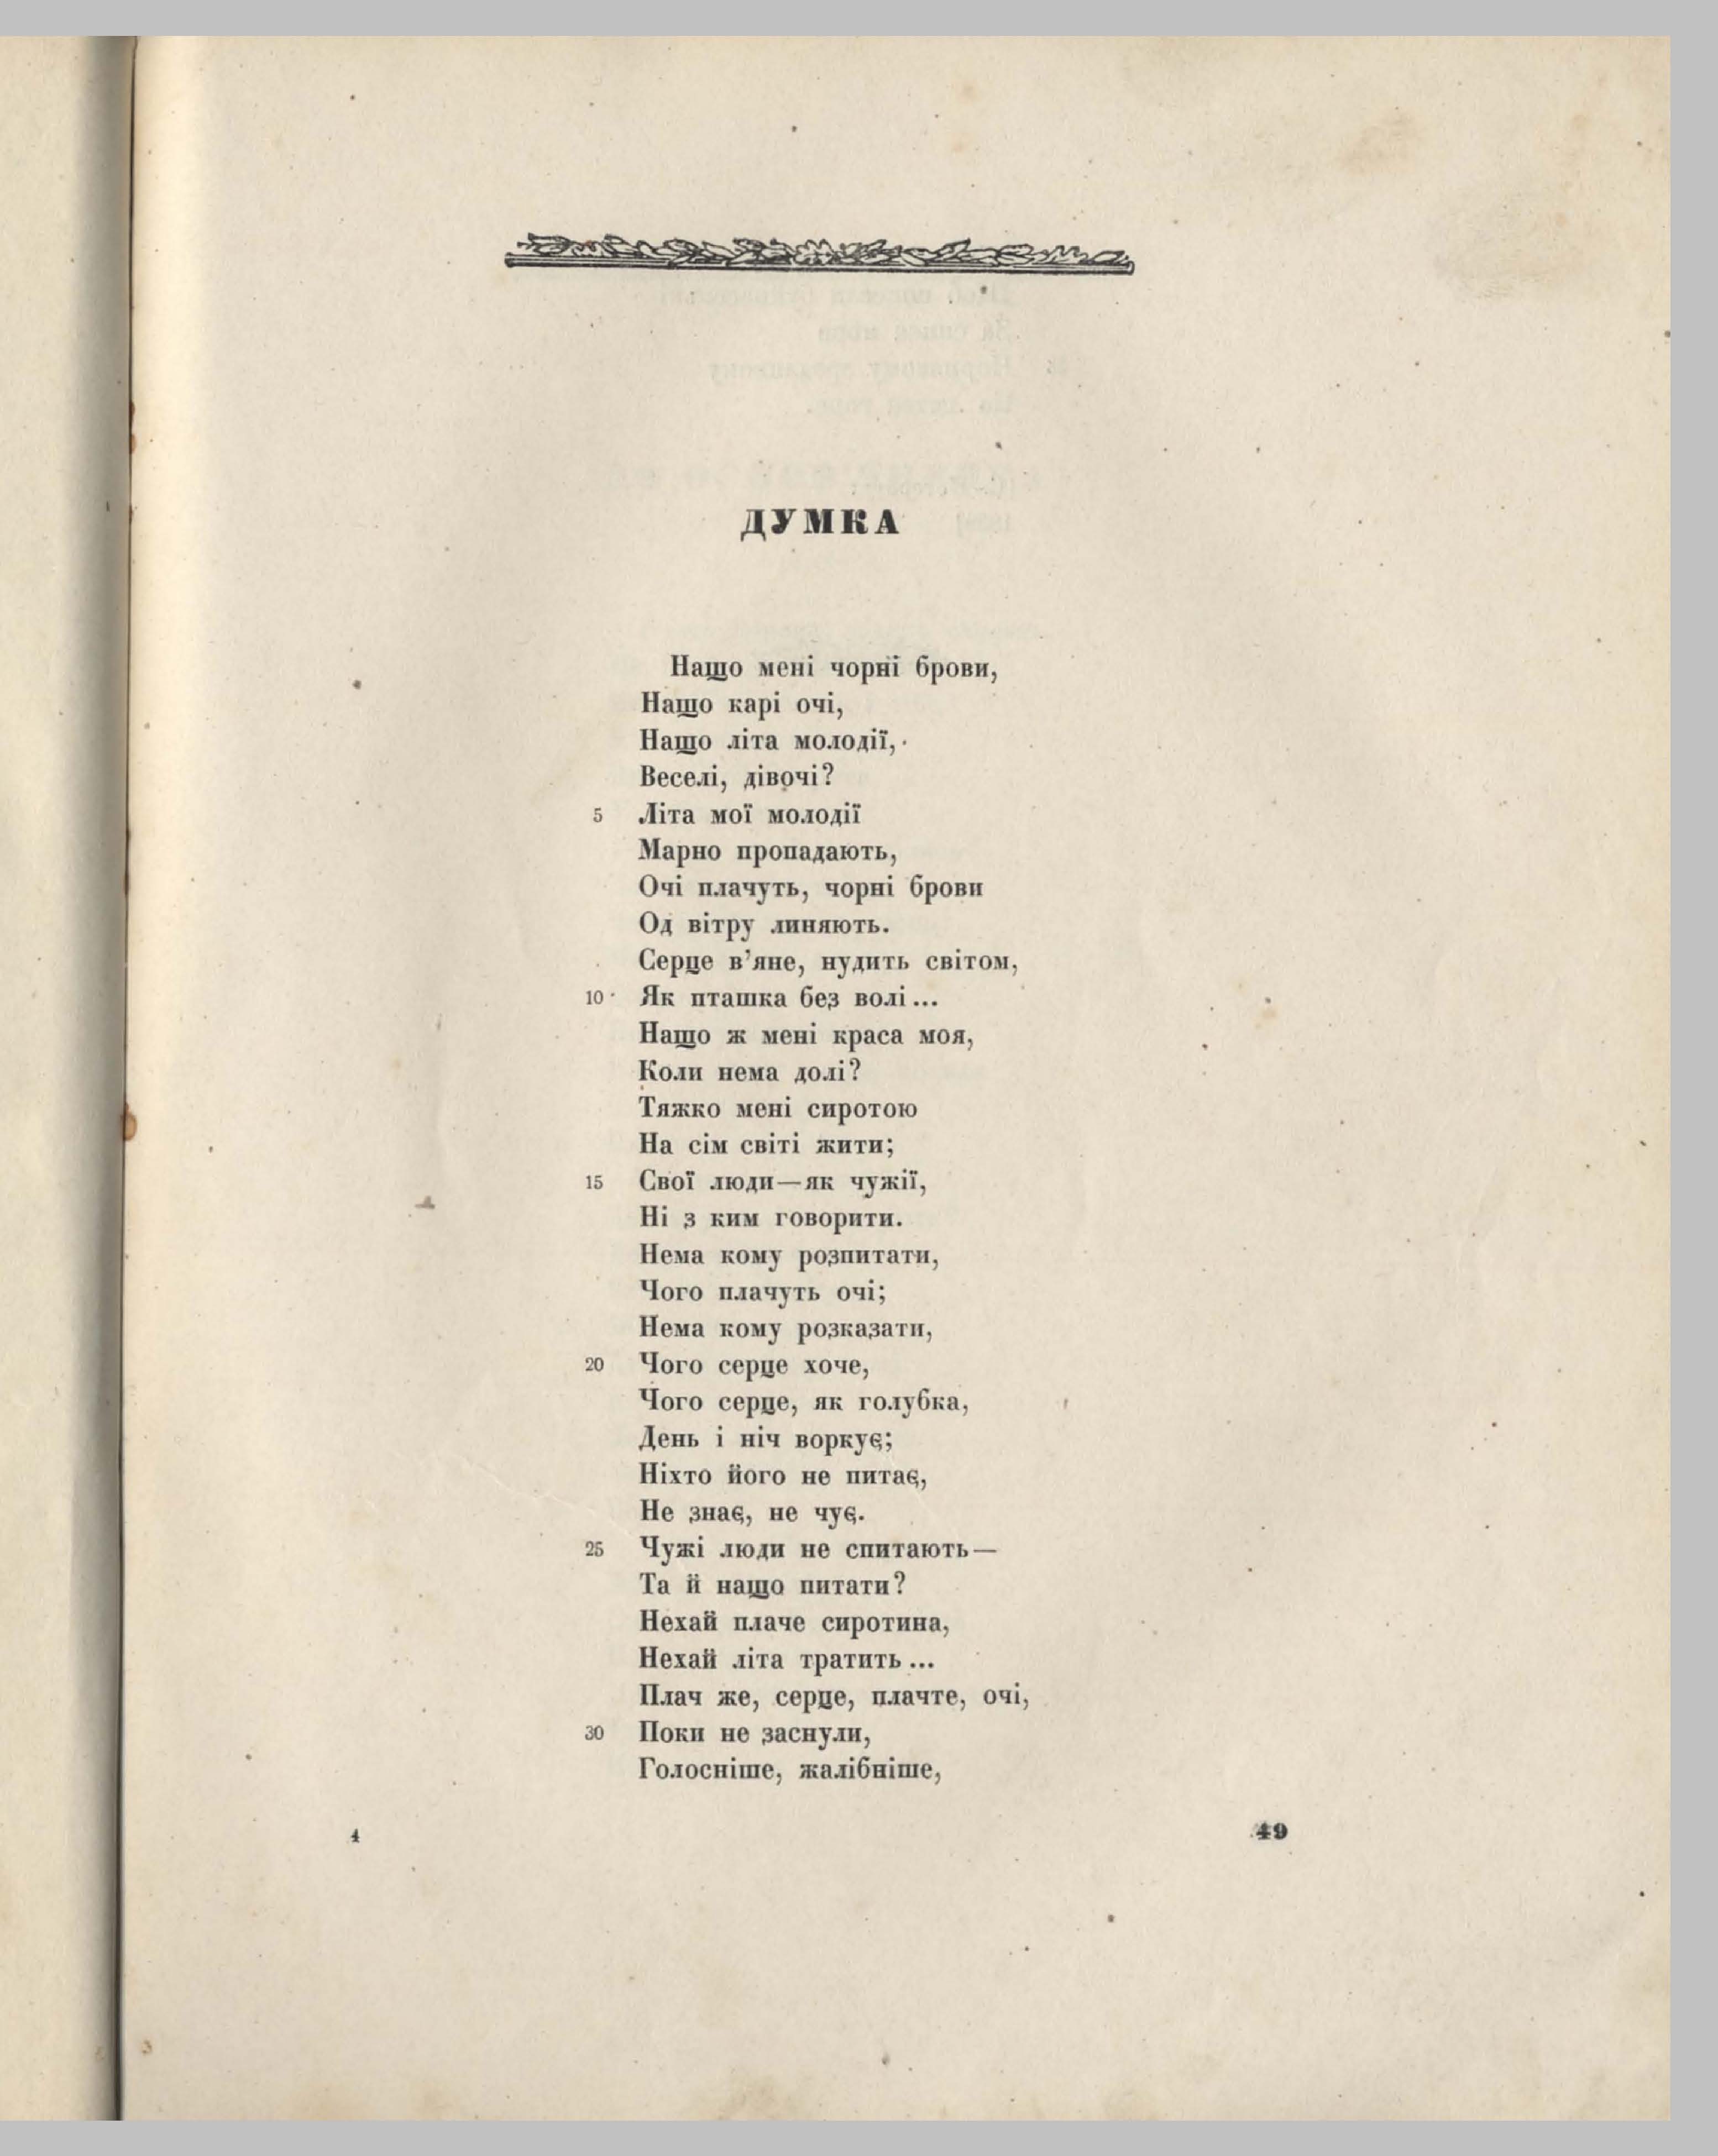 ДУМКА
Нащо мені чорні брови,
Нащо карі очі,
Нащо літа молодії,
Веселі, дівочі?
5 Літа мої молодії
Марно пропадають,
Очі плачуть, чорні брови
Од вітру линяють.
Серце в’яне, нудить світом,
10 Як пташка без волі...
Нащо ж мені краса моя,
Коли нема долі?
Тяжко мені сиротою
На сім світі жити;
15 Свої люди—як чужії,
Ні з ким говорити.
Нема кому розпитати,
Чого плачуть очі;
Нема кому розказати,
20 Чого серце хоче,
Чого серце, як голубка,
День і ніч воркує;
Ніхто його не питає,
Не знає, не чує.
25 Чужі люди не спитають—
Та й нащо питати?
Нехай плаче сиротина,
Нехай літа тратить...
Плач же, серце, плачте, очі,
30 Поки не заснули,
Голосніше, жалібніше,
4 49